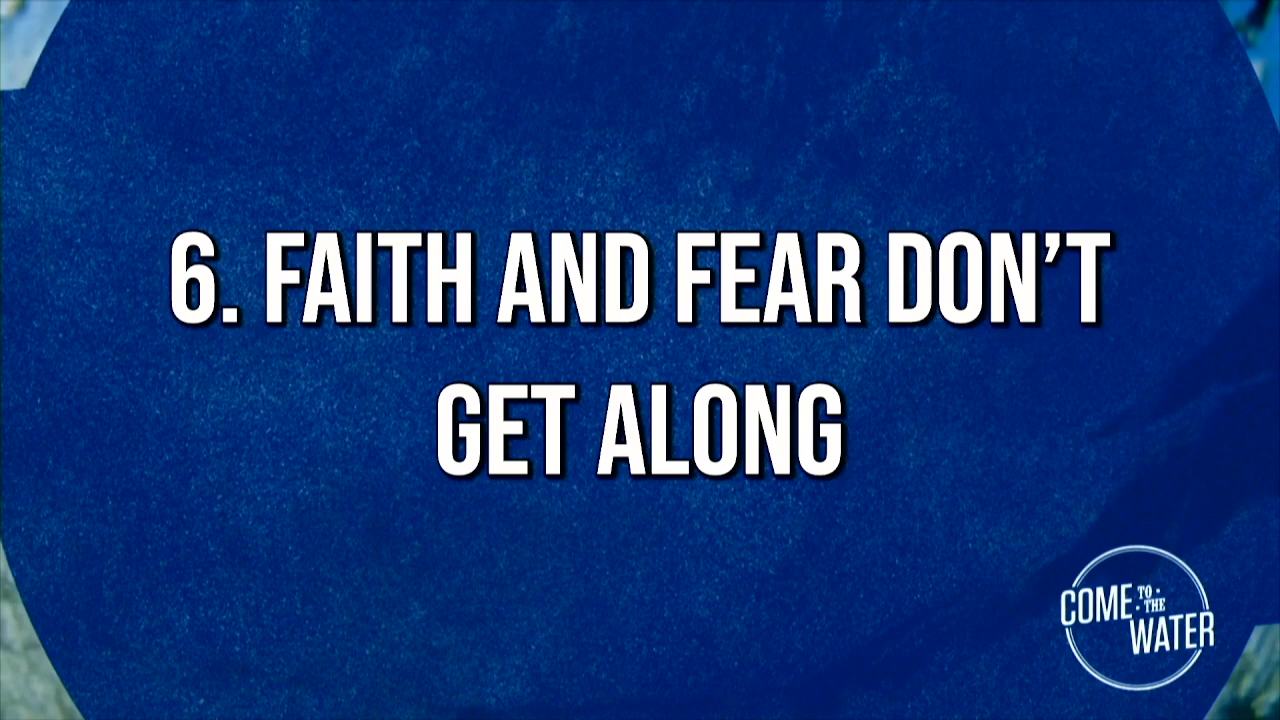 6. FAITH AND FEAR DON’T
GET ALONG
COME TO · THE
WATER